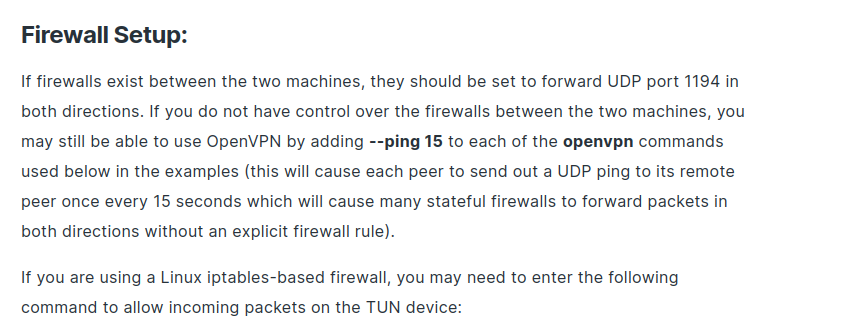 Firewall Setup:
If firewalls exist between the two machines, they should be set to forward UDP port 1194 in
both directions. If you do not have control over the firewalls between the two machines, you
may still be able to use OpenVPN by adding --ping 15 to each of the openvpn commands
used below in the examples (this will cause each peer to send out a UDP ping to its remote
peer once every 15 seconds which will cause many stateful firewalls to forward packets in
both directions without an explicit firewall rule).
If you are using a Linux iptables-based firewall, you may need to enter the following
command to allow incoming packets on the TUN device: